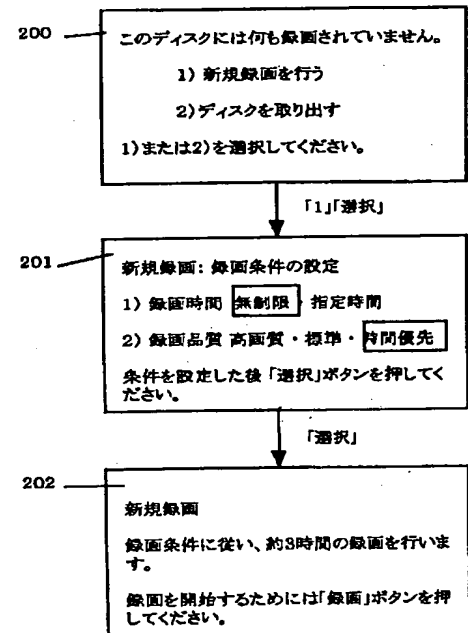 200
このディスクには何も録画されていません。
1) 新規録画を行う
2)ディスクを取り出す
1)または2)を選択してください。
「1」「選択」
201
新規録画: 録画条件の設定
1) 録画時間 無制限・指定時間
2) 録画品質 高画質・標準・時間優先
条件を設定した後「選択」ボタンを押してく
ださい。
「選択」
202
新規録画
録画条件に従い、約3時間の録画を行いま
す。
録画を開始するためには「録画」ボタンを押
してください。